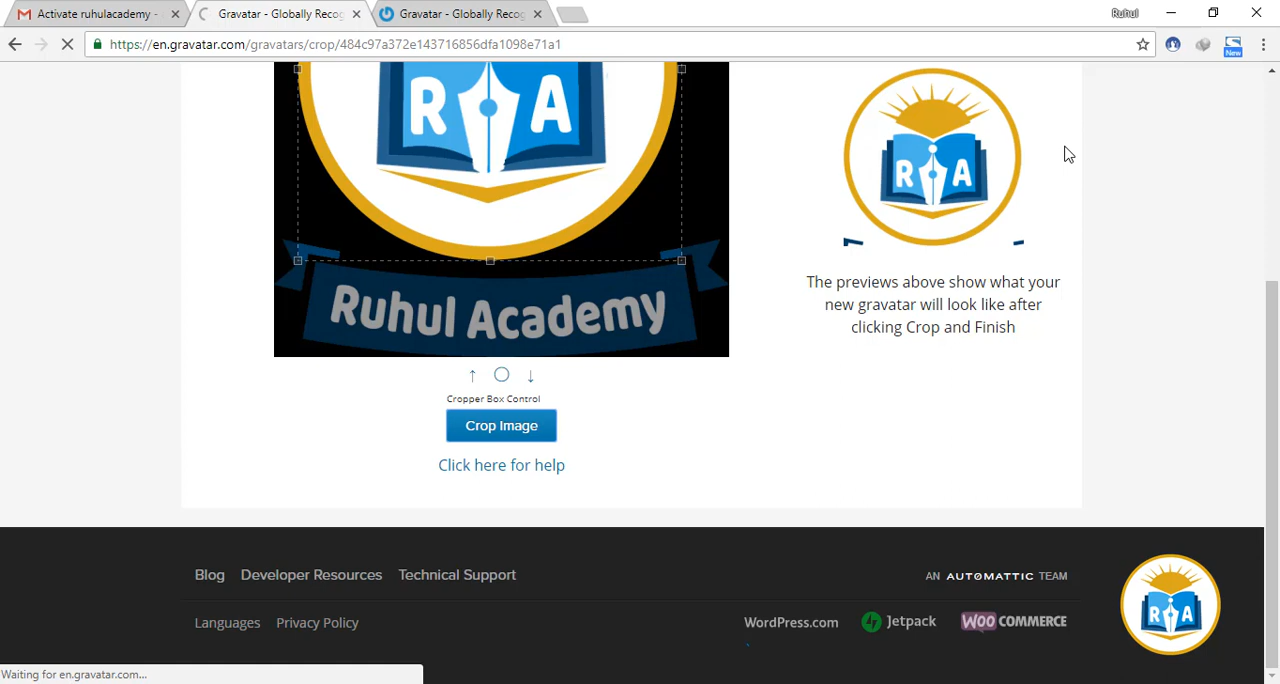 Activate ruhulacademy -
Gravatar - Globally Recog
Gravatar - Globally Recog
Ruhul
https://en.gravatar.com/gravatars/crop/484c97a372e143716856dfa1098e71a1
New
R A
R A
Ruhul Academy
The previews above show what your
new gravatar will look like after
clicking Crop and Finish
Cropper Box Control
Crop Image
Click here for help
Blog Developer Resources Technical Support
AN AUTOMATTIC TEAM
Languages Privacy Policy
WordPress.com Jetpack WOO COMMERCE
R A
Waiting for en.gravatar.com...